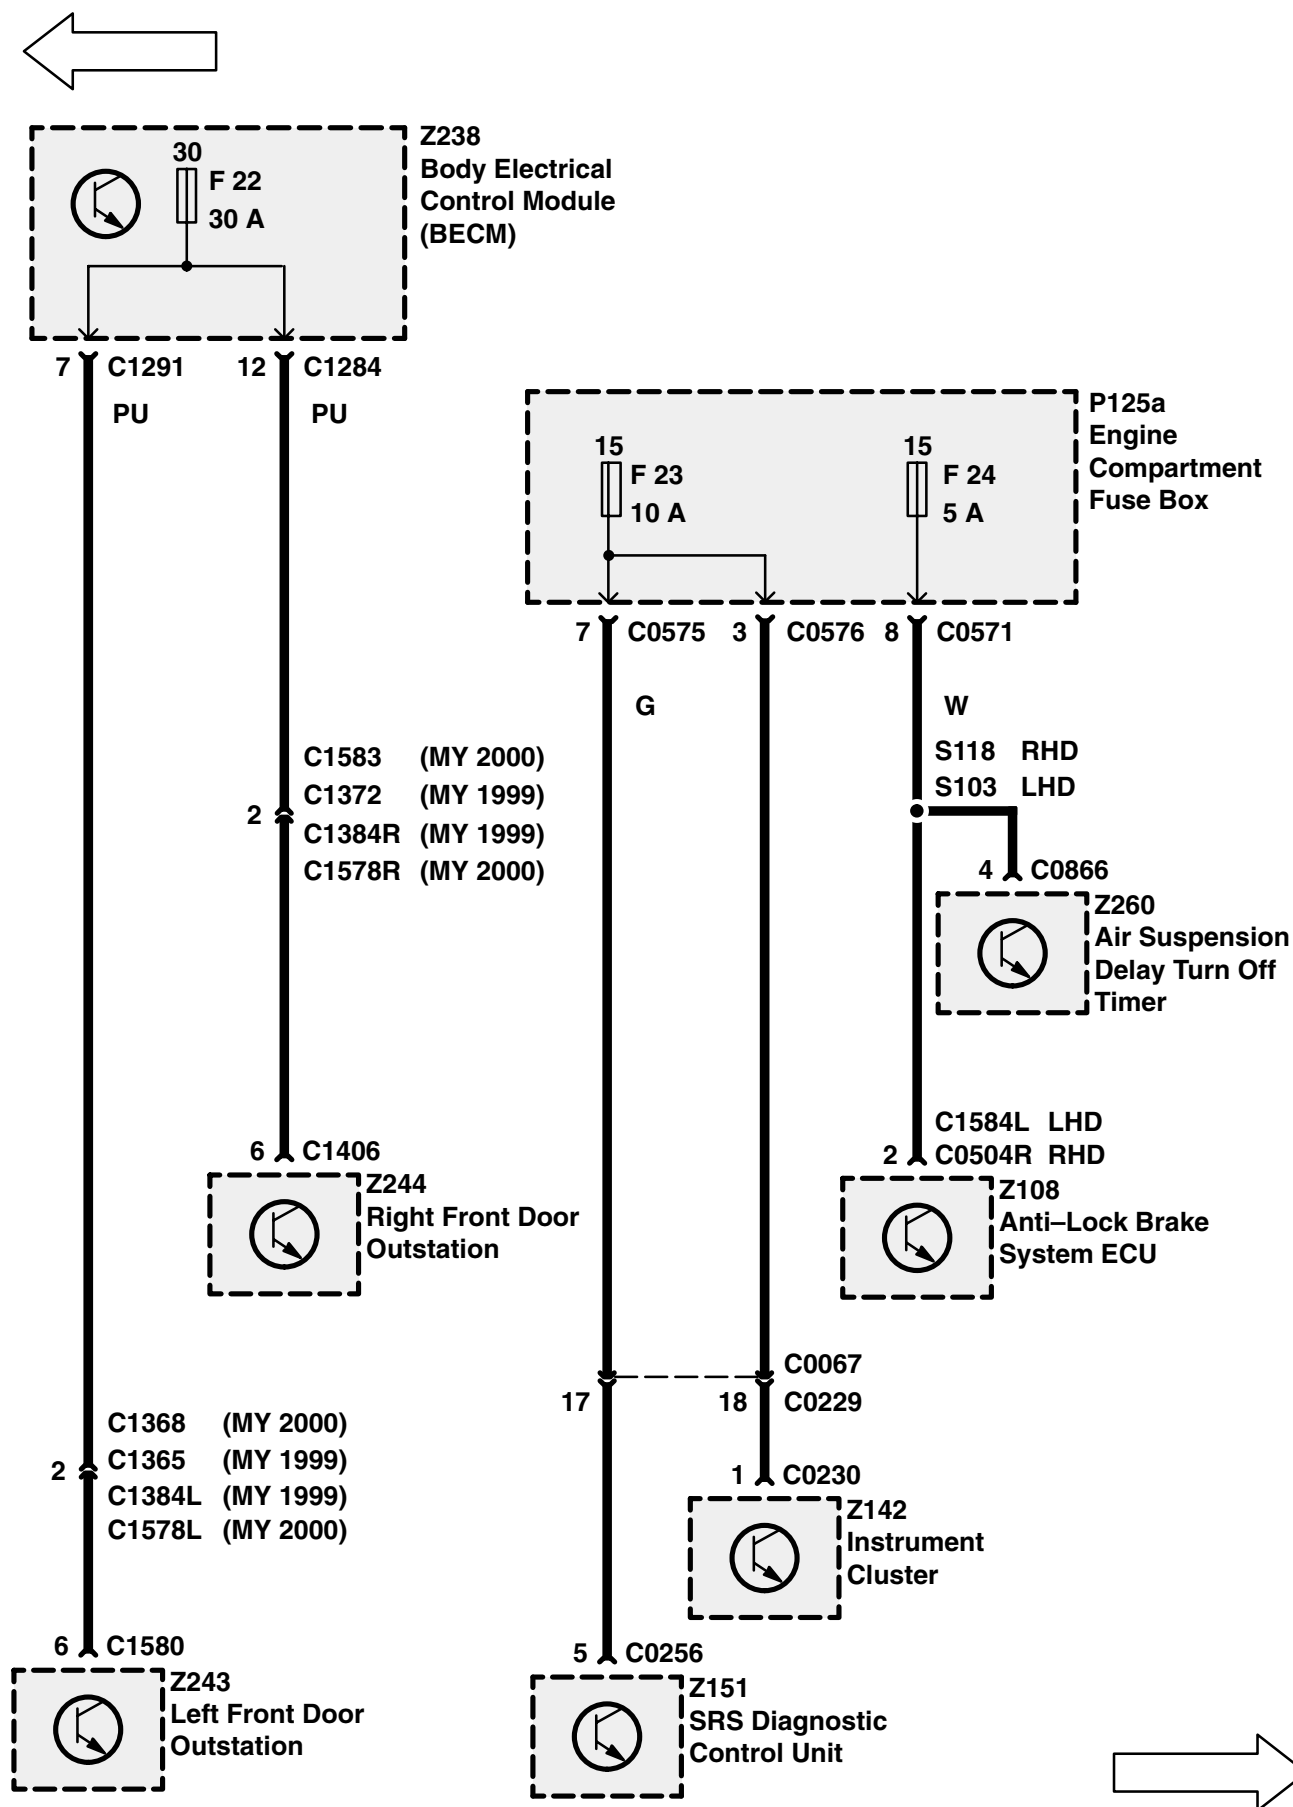 Z238
Body Electrical
Control Module
(BECM)
30
F 22
30 A
7 C1291
12 C1284
PU
PU
P125a
Engine
Compartment
Fuse Box
15
F 23
10 A
15
F 24
5 A
7 C0575
3 C0576
8 C0571
G
W
S118 RHD
S103 LHD
C1583 (MY 2000)
C1372 (MY 1999)
2
C1384R (MY 1999)
C1578R (MY 2000)
4 C0866
Z260
Air Suspension
Delay Turn Off
Timer
C1584L LHD
2 C0504R RHD
6 C1406
Z244
Right Front Door
Outstation
Z108
Anti–Lock Brake
System ECU
C0067
17
18 C0229
C1368 (MY 2000)
C1365 (MY 1999)
2
C1384L (MY 1999)
C1578L (MY 2000)
1 C0230
Z142
Instrument
Cluster
6 C1580
Z243
Left Front Door
Outstation
5 C0256
Z151
SRS Diagnostic
Control Unit